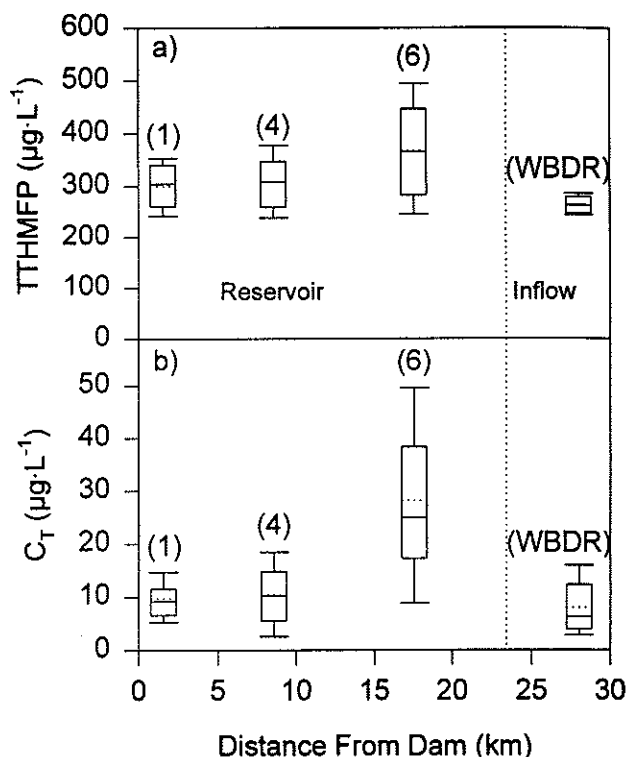 600
a)
(6)
500
400
(1)
(4)
(WBDR)
300
200
100
Reservoir
Inflow
0
TTHMFP (µg·L⁻¹)
b)
(6)
50
40
30
(1)
(4)
(WBDR)
20
10
0
C_T (µg·L⁻¹)
0 5 10 15 20 25 30
Distance From Dam (km)